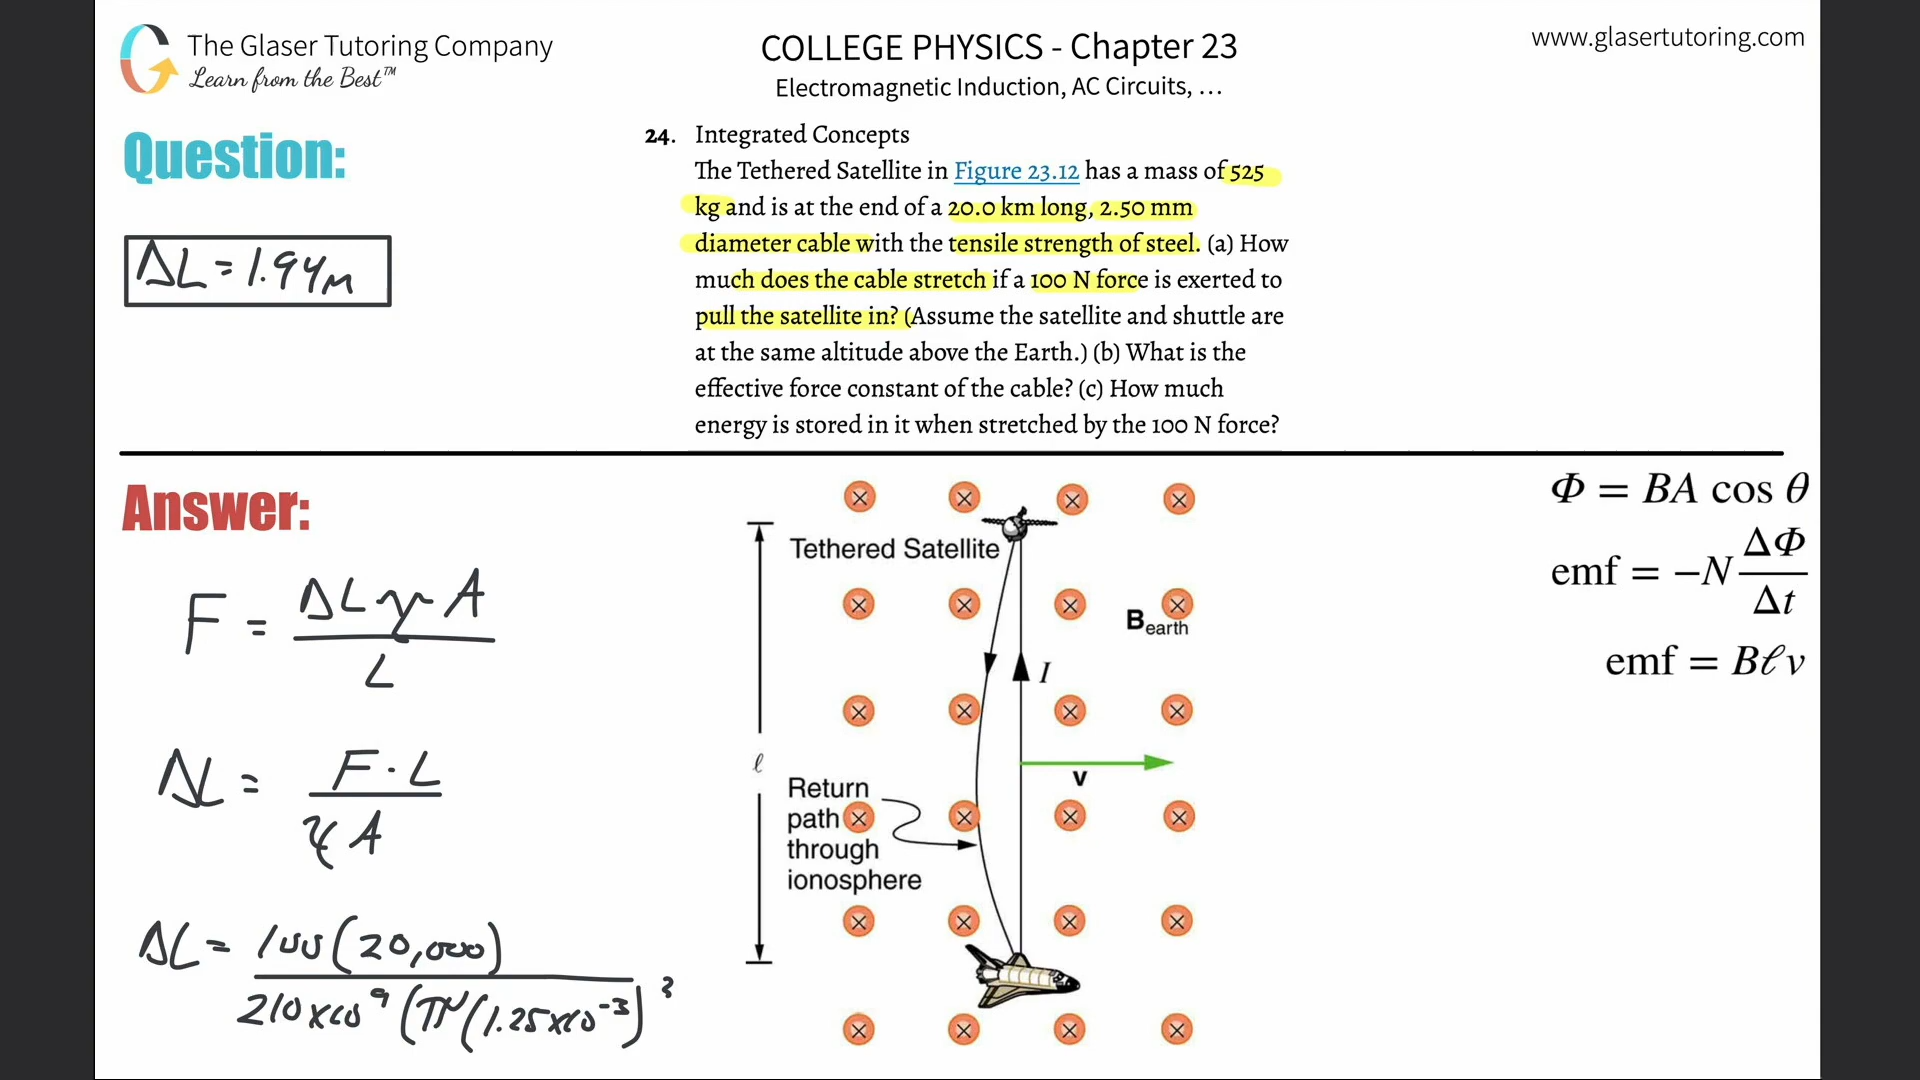 The Glaser Tutoring Company
Learn from the Best™
COLLEGE PHYSICS - Chapter 23
Electromagnetic Induction, AC Circuits, ...
www.glasertutoring.com
Question:
ΔL = 1.94m
24. Integrated Concepts
The Tethered Satellite in Figure 23.12 has a mass of 525
kg and is at the end of a 20.0 km long, 2.50 mm
diameter cable with the tensile strength of steel. (a) How
much does the cable stretch if a 100 N force is exerted to
pull the satellite in? (Assume the satellite and shuttle are
at the same altitude above the Earth.) (b) What is the
effective force constant of the cable? (c) How much
energy is stored in it when stretched by the 100 N force?
Answer:
F = ΔL γ A / L
ΔL = F · L / γ A
ΔL = 100(20,000) / 210x10⁹ (π(1.25x10⁻³)²
Tethered Satellite
B earth
I
ℓ
v
Return
path
through
ionosphere
Φ = BA cos θ
emf = −N ΔΦ / Δt
emf = Bℓv